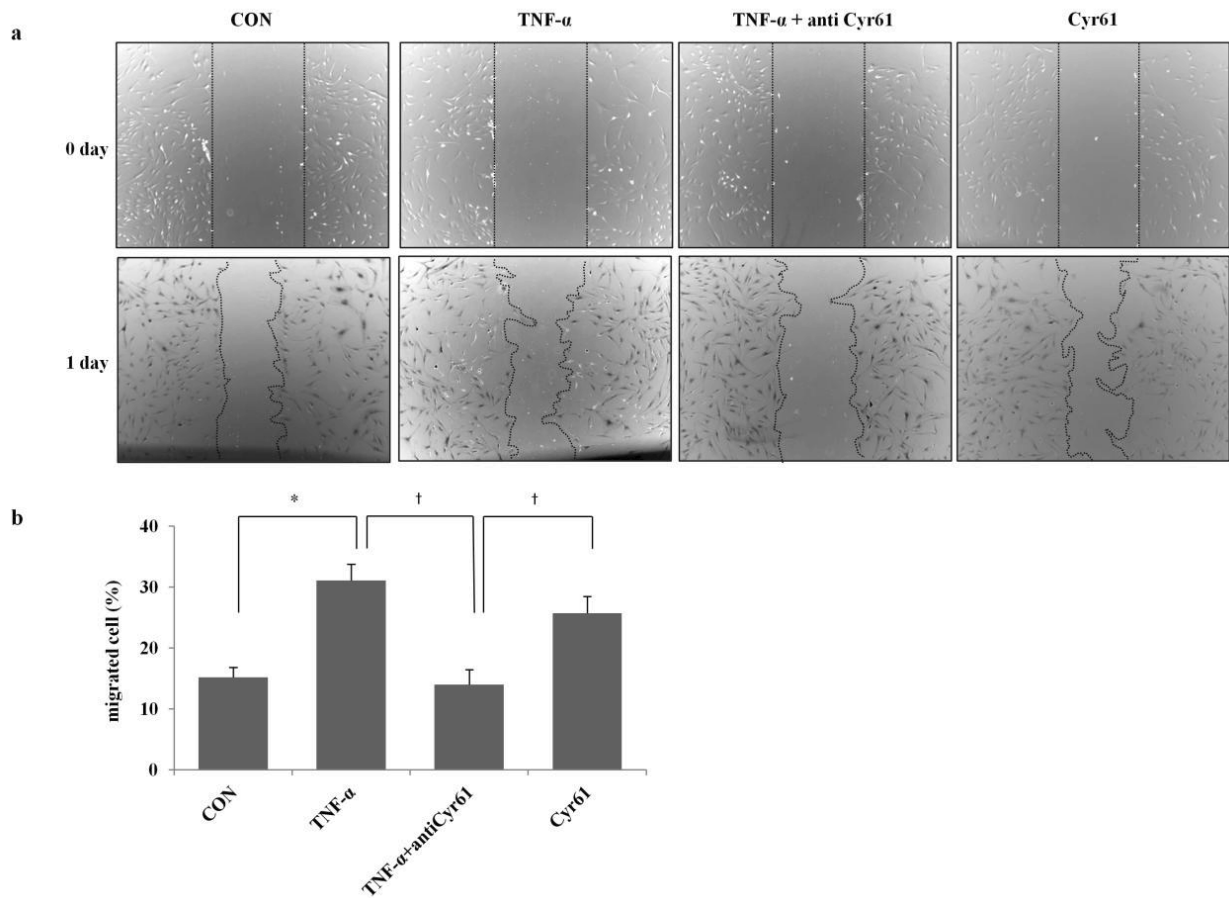 CON TNF-α TNF-α + anti Cyr61 Cyr61
a
0 day
1 day
b
* † †
40
30
20
10
0
migrated cell (%)
CON
TNF-α
TNF-α+antiCyr61
Cyr61